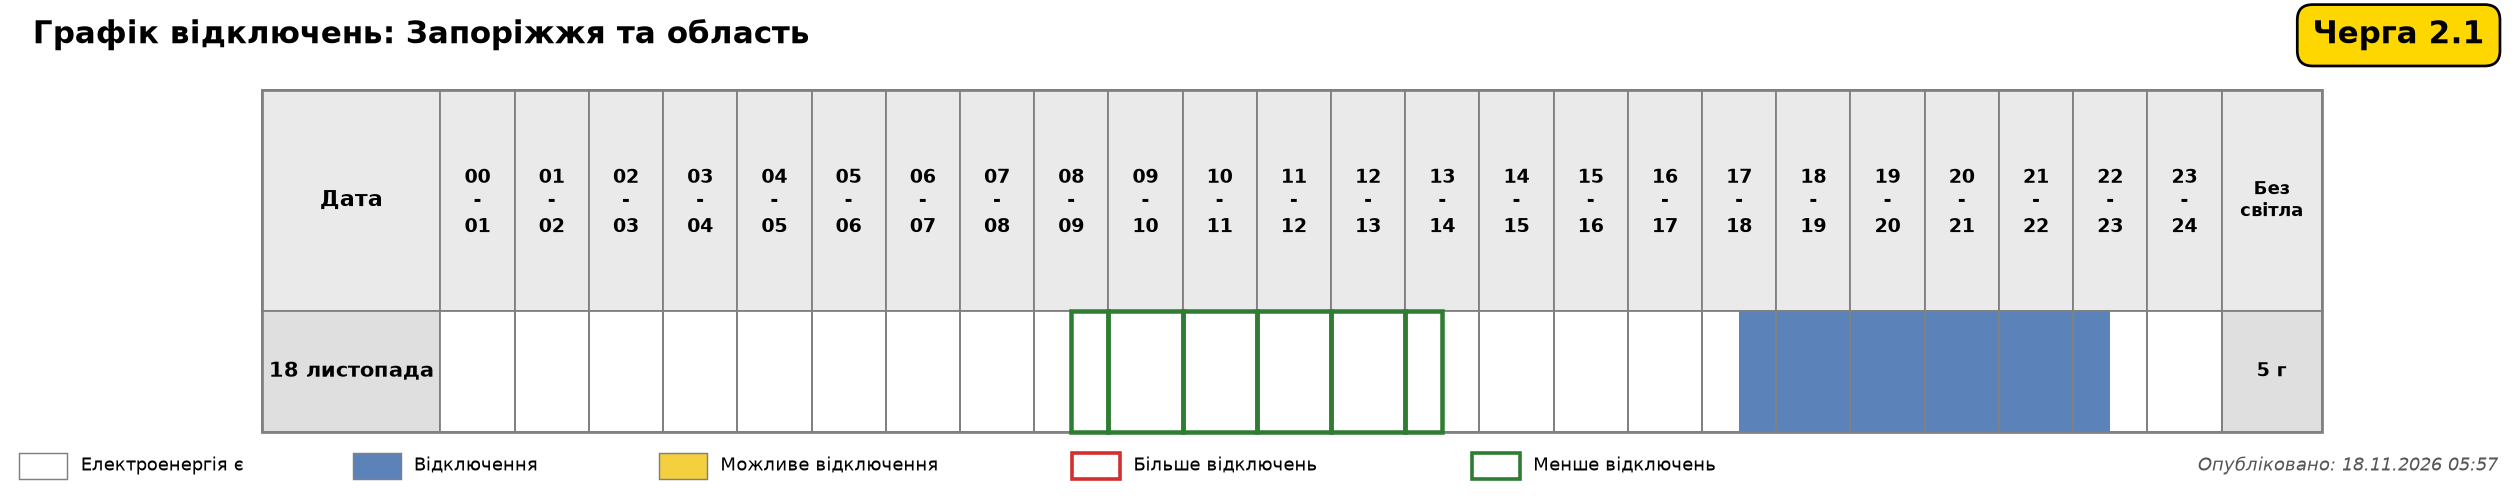 Графік відключень: Запоріжжя та область
Черга 2.1
Дата
00 - 01
01 - 02
02 - 03
03 - 04
04 - 05
05 - 06
06 - 07
07 - 08
08 - 09
09 - 10
10 - 11
11 - 12
12 - 13
13 - 14
14 - 15
15 - 16
16 - 17
17 - 18
18 - 19
19 - 20
20 - 21
21 - 22
22 - 23
23 - 24
Без
світла
18 листопада
5 г
Електроенергія є
Відключення
Можливе відключення
Більше відключень
Менше відключень
Опубліковано: 18.11.2026 05:57